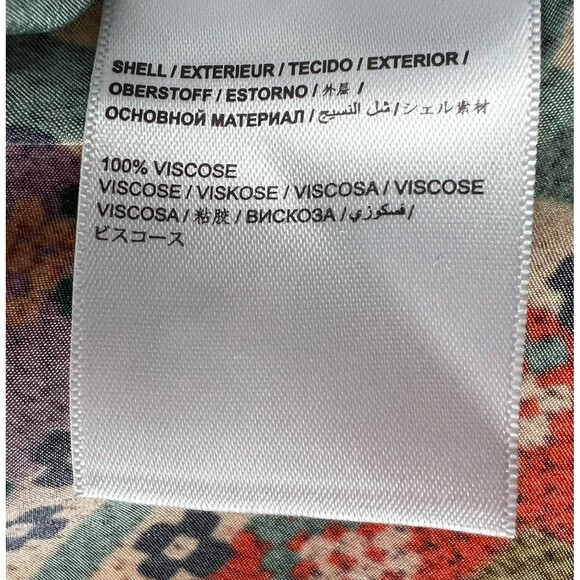 SHELL / EXTERIEUR / TECIDO / EXTERIOR /
OBERSTOFF / ESTORNO / 外层 /
ОСНОВНОЙ МАТЕРИАЛ / شل النسيج / シェル素材
100% VISCOSE
VISCOSE / VISKOSE / VISCOSA / VISCOSE
VISCOSA / 粘胶 / ВИСКОЗА / فسكوزي /
ビスコース